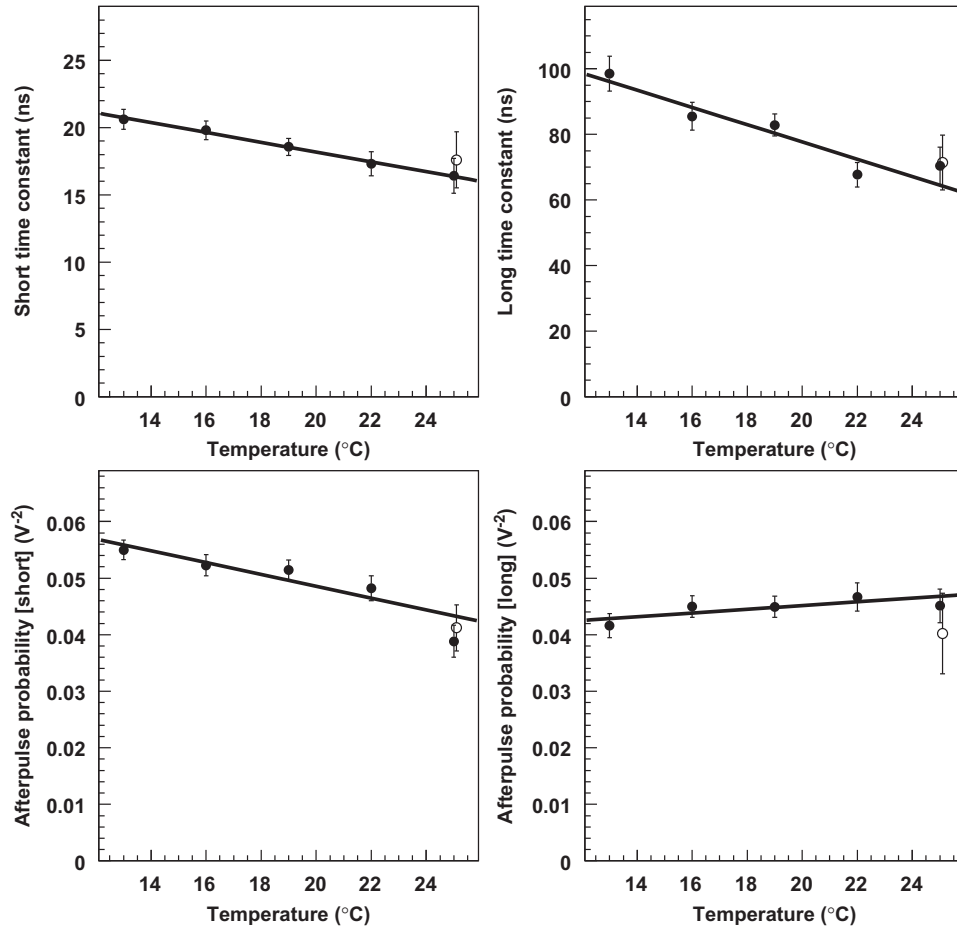 Short time constant (ns)
25
20
15
10
5
0
14 16 18 20 22 24
Temperature (°C)
Long time constant (ns)
100
80
60
40
20
0
14 16 18 20 22 24
Temperature (°C)
Afterpulse probability [short] (V⁻²)
0.06
0.05
0.04
0.03
0.02
0.01
0
14 16 18 20 22 24
Temperature (°C)
Afterpulse probability [long] (V⁻²)
0.06
0.05
0.04
0.03
0.02
0.01
0
14 16 18 20 22 24
Temperature (°C)